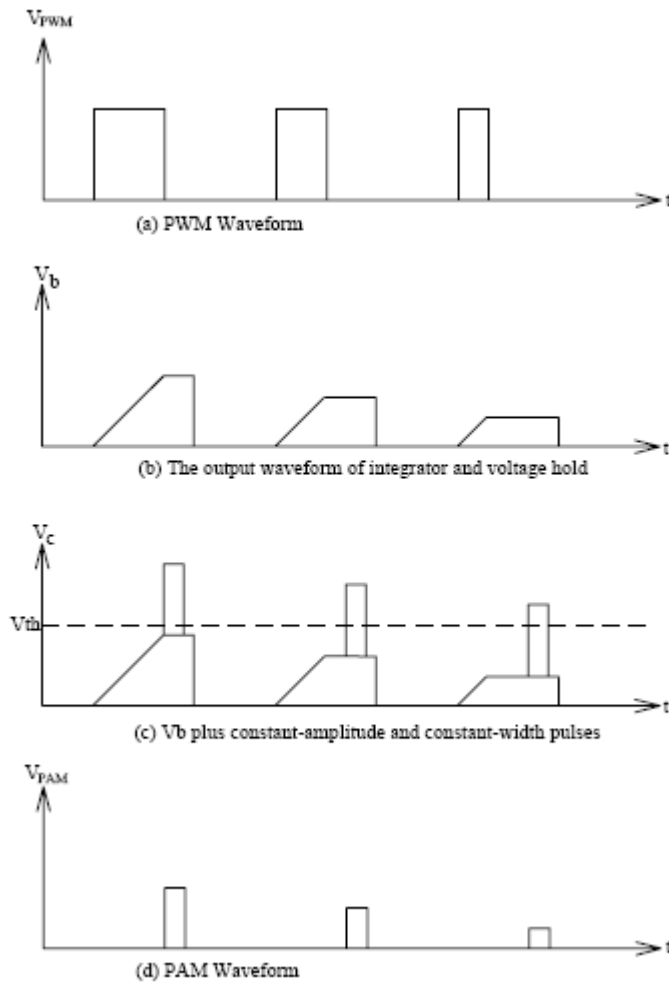 VPWM
t
(a) PWM Waveform
Vb
t
(b) The output waveform of integrator and voltage hold
Vc
Vth
t
(c) Vb plus constant-amplitude and constant-width pulses
VPAM
t
(d) PAM Waveform